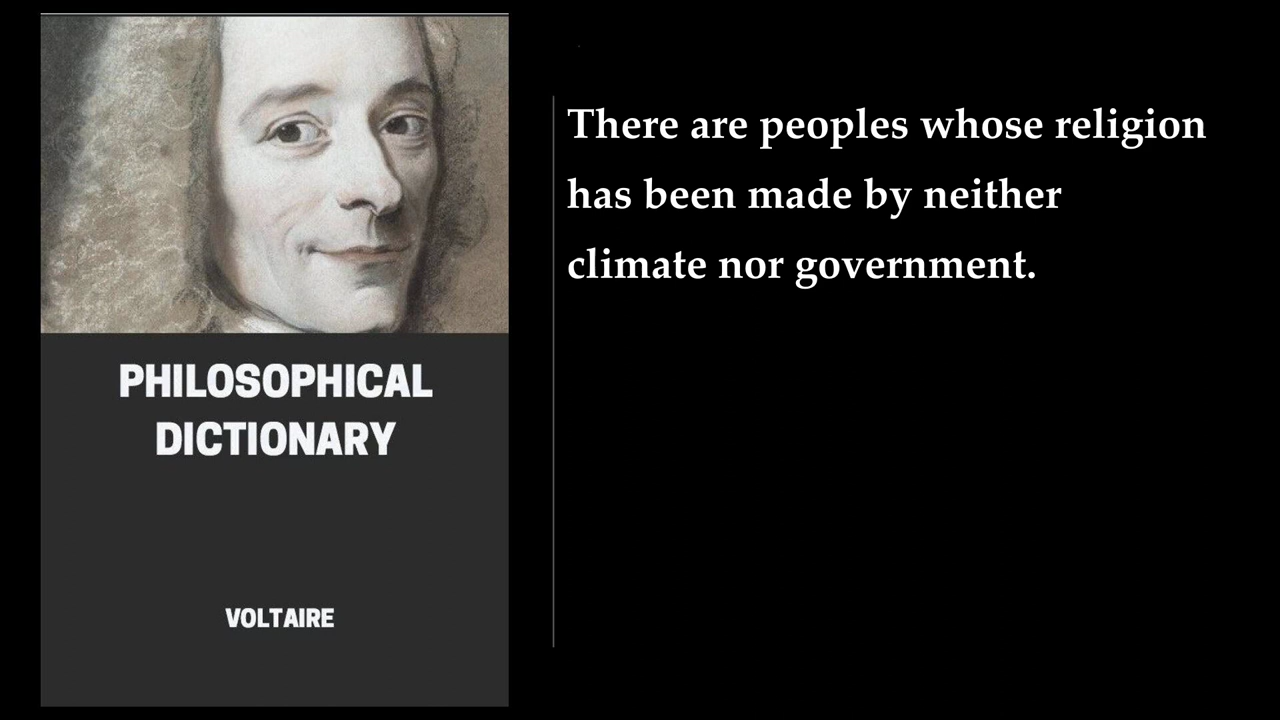 PHILOSOPHICAL
DICTIONARY
VOLTAIRE
There are peoples whose religion
has been made by neither
climate nor government.